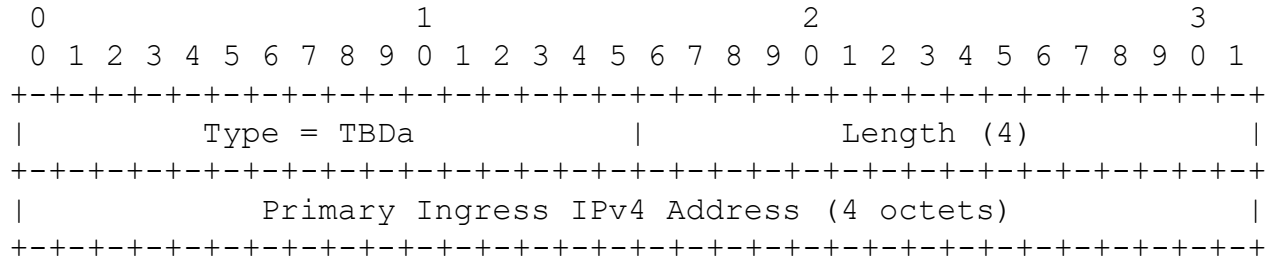 0                   1                   2                   3
 0 1 2 3 4 5 6 7 8 9 0 1 2 3 4 5 6 7 8 9 0 1 2 3 4 5 6 7 8 9 0 1
+-+-+-+-+-+-+-+-+-+-+-+-+-+-+-+-+-+-+-+-+-+-+-+-+-+-+-+-+-+-+-+-+
|         Type = TBDa           |          Length (4)           |
+-+-+-+-+-+-+-+-+-+-+-+-+-+-+-+-+-+-+-+-+-+-+-+-+-+-+-+-+-+-+-+-+
|            Primary Ingress IPv4 Address (4 octets)            |
+-+-+-+-+-+-+-+-+-+-+-+-+-+-+-+-+-+-+-+-+-+-+-+-+-+-+-+-+-+-+-+-+